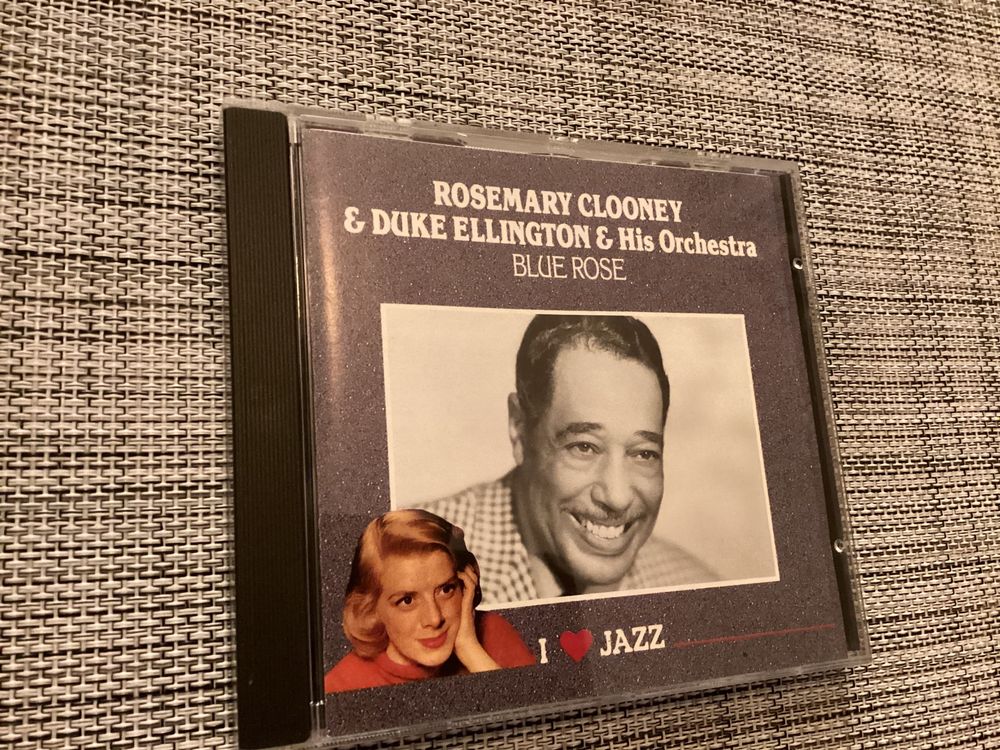 ROSEMARY CLOONEY
& DUKE ELLINGTON & His Orchestra
BLUE ROSE
I ❤ JAZZ